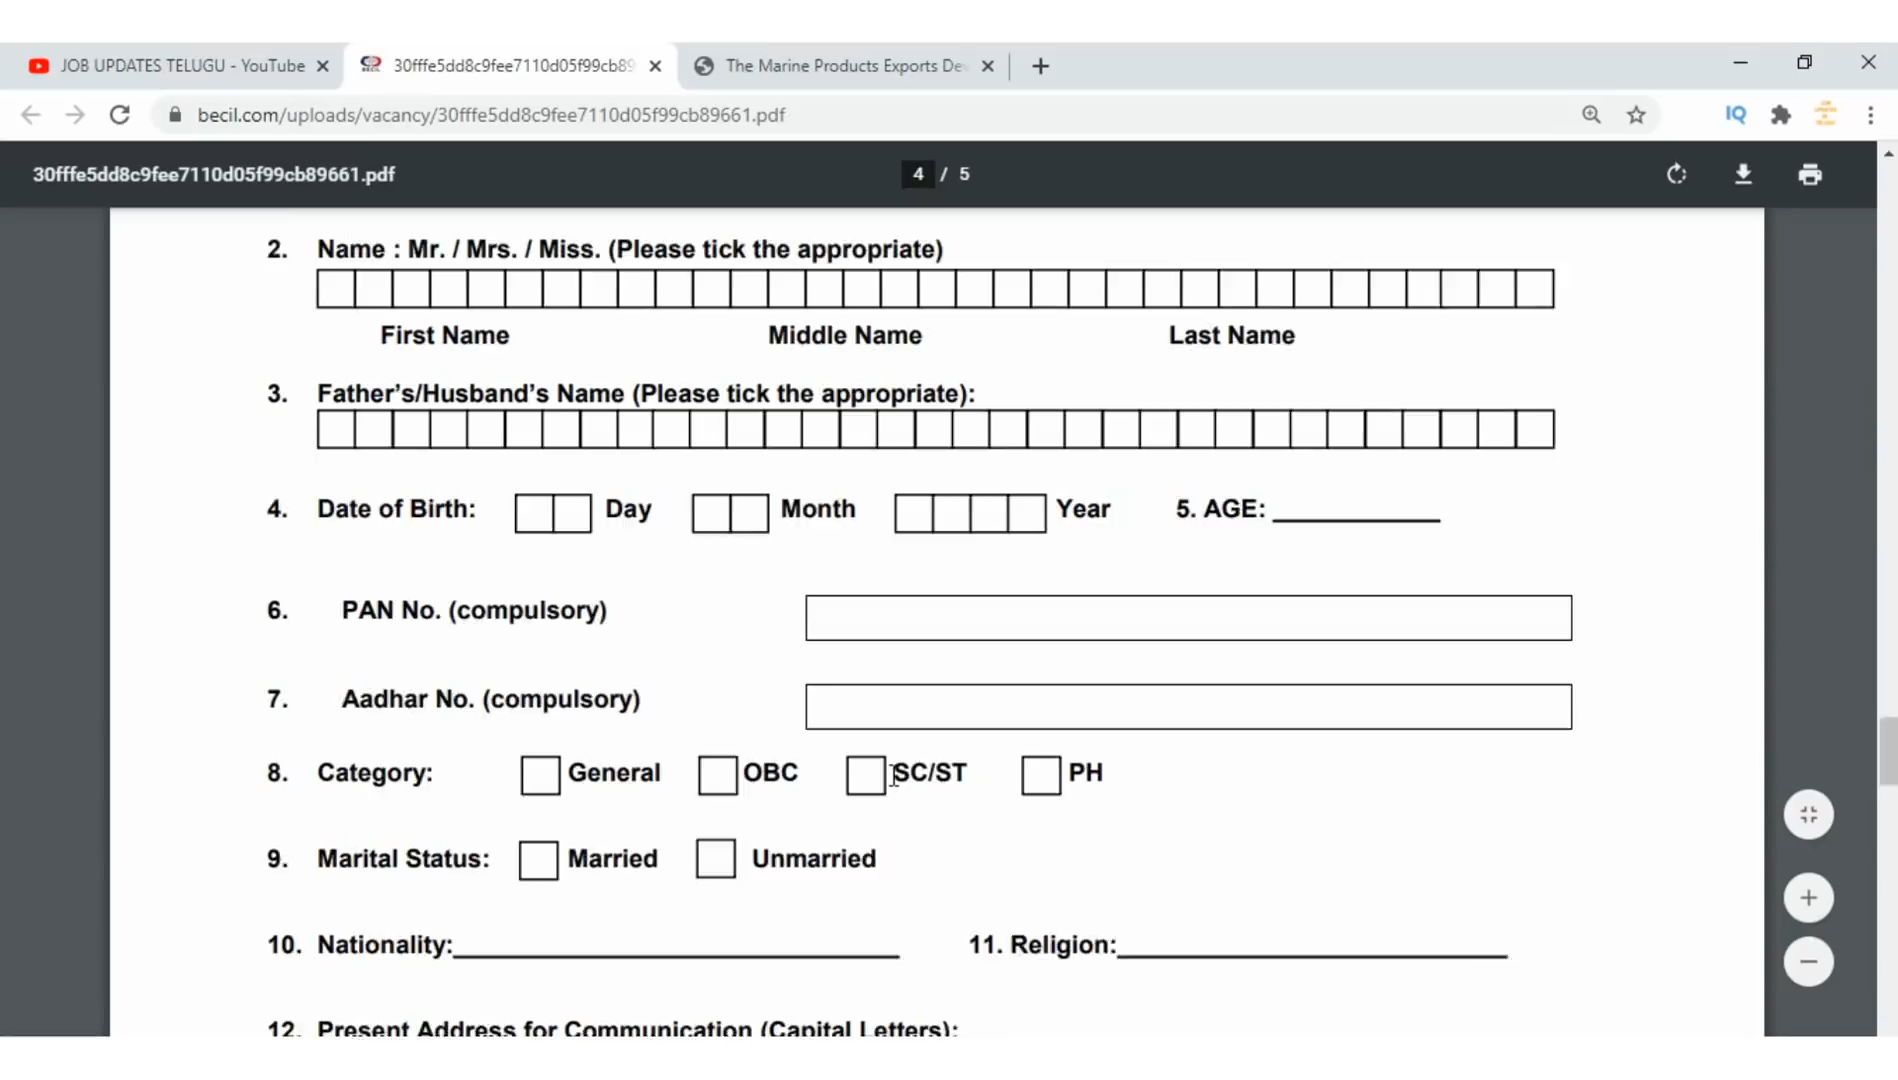 JOB UPDATES TELUGU - YouTube
30fffe5dd8c9fee7110d05f99cb89
The Marine Products Exports De
becil.com/uploads/vacancy/30fffe5dd8c9fee7110d05f99cb89661.pdf
IQ
30fffe5dd8c9fee7110d05f99cb89661.pdf
4 / 5
2. Name : Mr. / Mrs. / Miss. (Please tick the appropriate)
First Name Middle Name Last Name
3. Father's/Husband's Name (Please tick the appropriate):
4. Date of Birth: Day Month Year 5. AGE:
6. PAN No. (compulsory)
7. Aadhar No. (compulsory)
8. Category: General OBC SC/ST PH
9. Marital Status: Married Unmarried
10. Nationality: 11. Religion:
12. Present Address for Communication (Capital Letters):